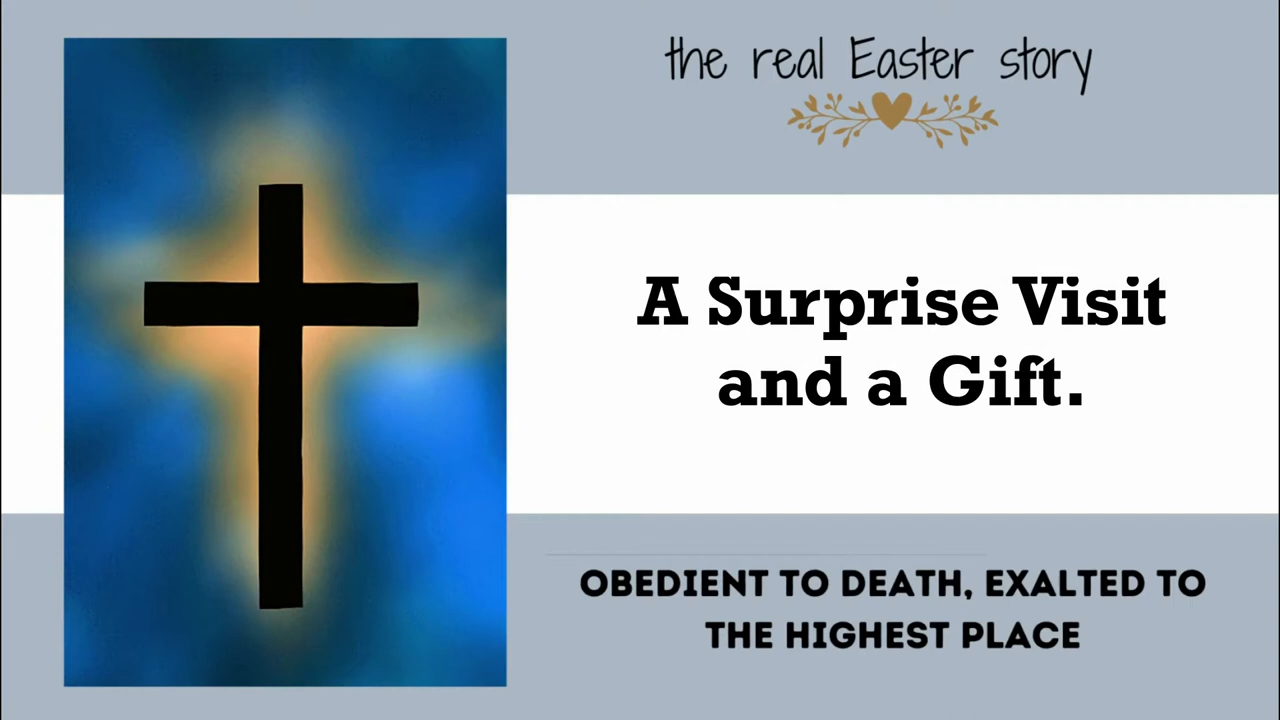 the real Easter story
A Surprise Visit
and a Gift.
OBEDIENT TO DEATH, EXALTED TO
THE HIGHEST PLACE